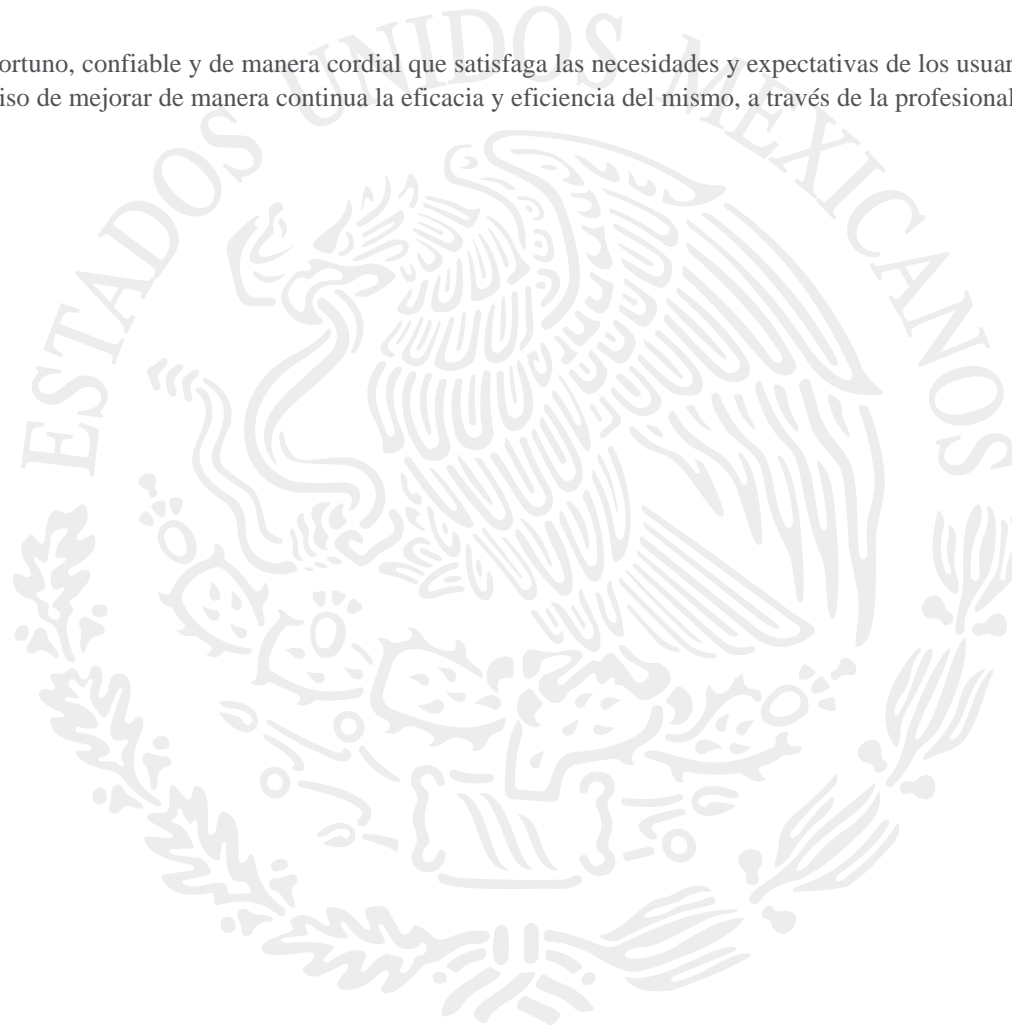 ortuno, confiable y de manera cordial que satisfaga las necesidades y expectativas de los usuar
iso de mejorar de manera continua la eficacia y eficiencia del mismo, a través de la profesional
ESTADOS UNIDOS MEXICANOS